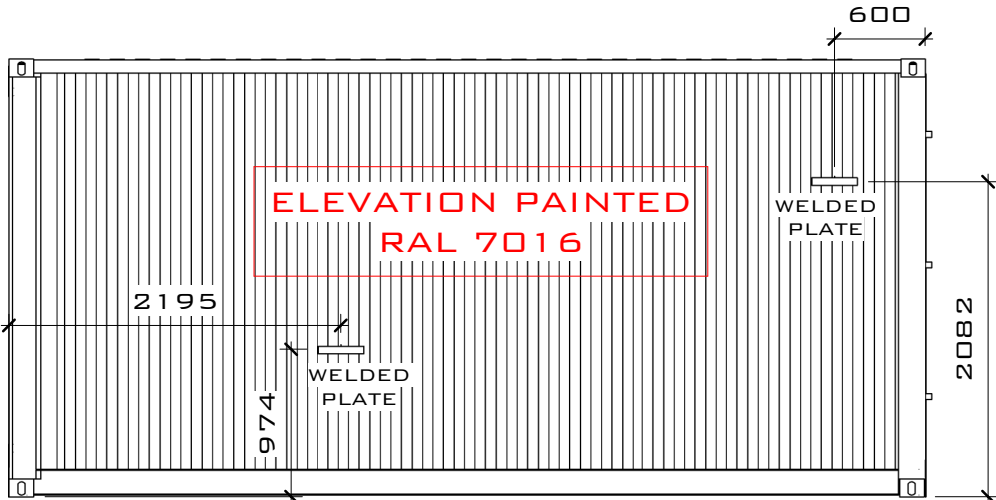 600
ELEVATION PAINTED
RAL 7016
WELDED
PLATE
2195
2082
WELDED
PLATE
974